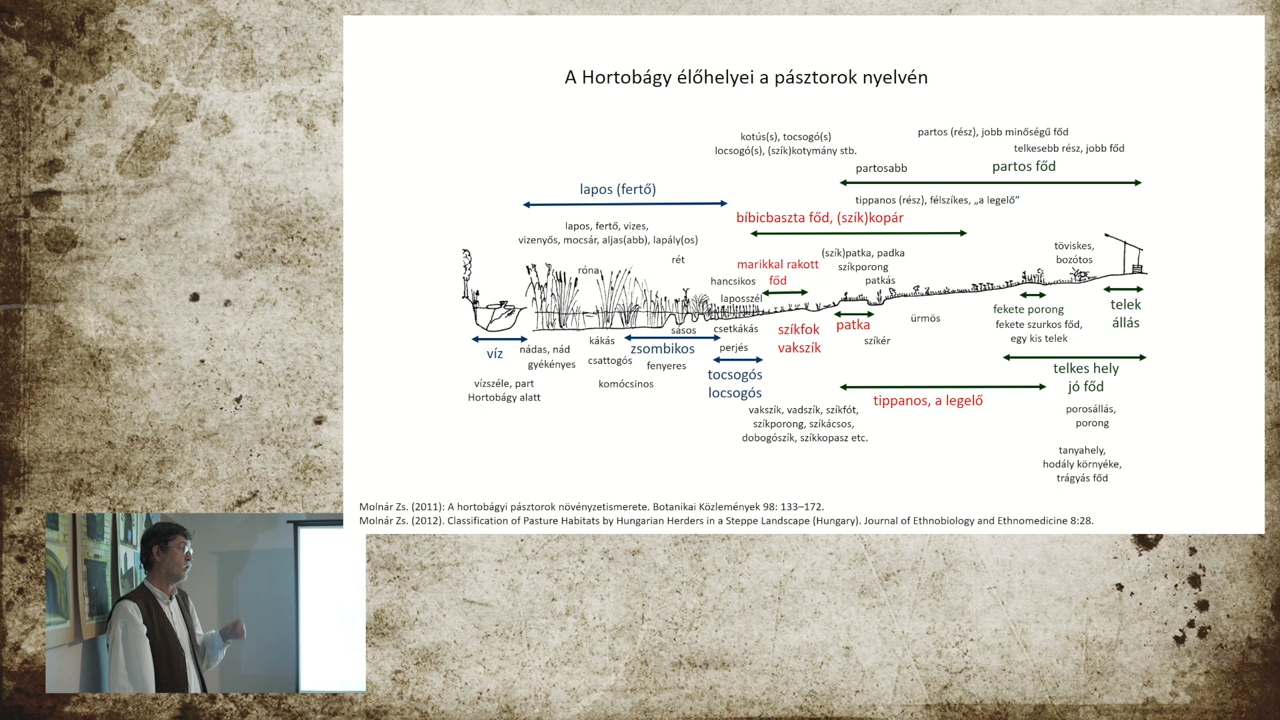 A Hortobágy élőhelyei a pásztorok nyelvén
kotús(s), tocsogó(s)
locsogó(s), (szík)kotymány stb.
partos (rész), jobb minőségű főd
telkesebb rész, jobb főd
partosabb
partos főd
lapos (fertő)
tippanos (rész), félszíkes, „a legelő”
bíbicbaszta főd, (szík)kopár
lapos, fertő, vizes,
vizenyős, mocsár, aljas(abb), lapály(os)
rét
róna
(szík)patka, padka
szíkporong
patkás
marikkal rakott
főd
hancsikos
laposszél
töviskes,
bozótos
víz
nádas, nád
gyékényes
kákás
csattogós
sásos
zsombikos
fenyeres
csetkákás
perjés
tocsogós
locsogós
szíkfok
vakszík
patka
szíkér
ürmös
fekete porong
fekete szurkos főd,
egy kis telek
telek
állás
vízszéle, part
Hortobágy alatt
komócsinos
telkes hely
jó főd
tippanos, a legelő
vakszík, vadszík, szíkfót,
szíkporong, szíkácsos,
dobogószík, szíkkopasz etc.
porosállás,
porong
tanyahely,
hodály környéke,
trágyás főd
Molnár Zs. (2011): A hortobágyi pásztorok növényzetismerete. Botanikai Közlemények 98: 133–172.
Molnár Zs. (2012). Classification of Pasture Habitats by Hungarian Herders in a Steppe Landscape (Hungary). Journal of Ethnobiology and Ethnomedicine 8:28.